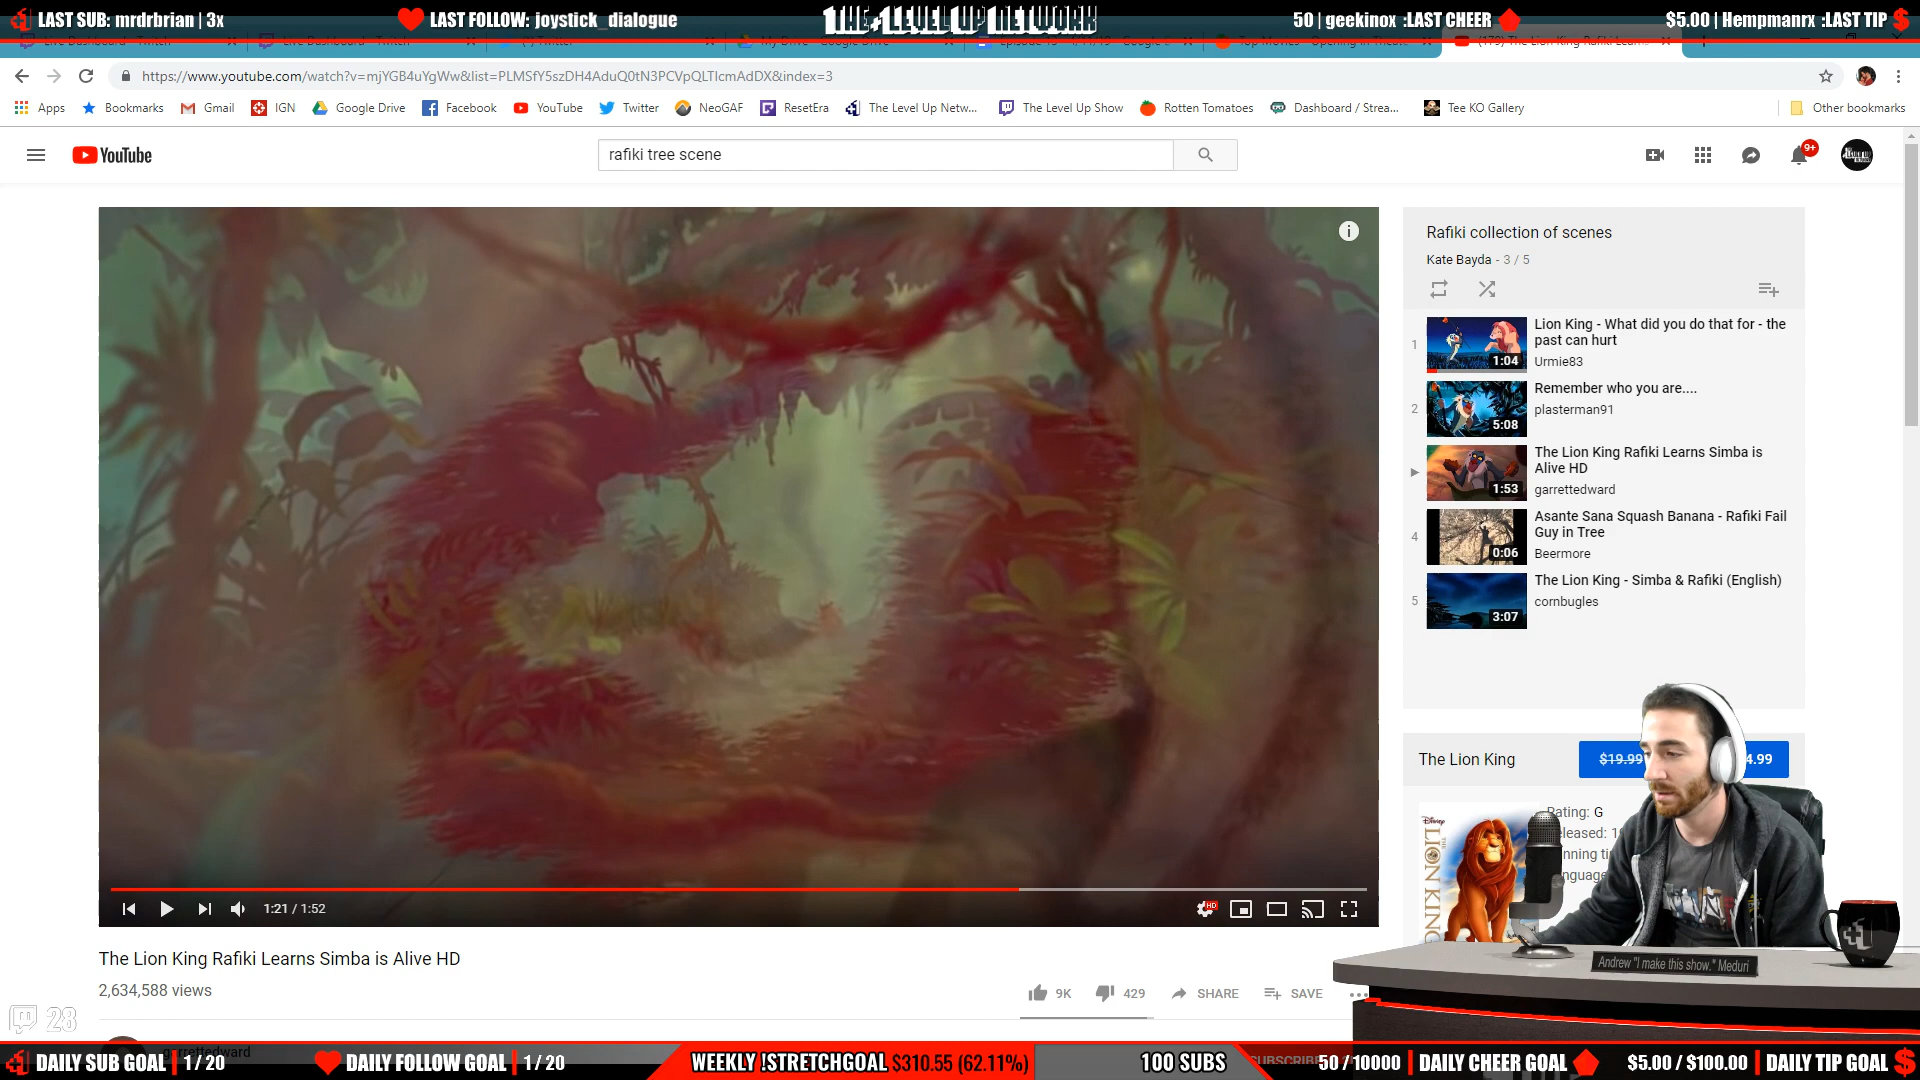 LAST SUB: mrdrbrian | 3x
LAST FOLLOW: joystick_dialogue
THE LEVEL UP NETWORK
50 | geekinox :LAST CHEER
$5.00 | Hempmanrx :LAST TIP
https://www.youtube.com/watch?v=mjYGB4uYgWw&list=PLMSfY5szDH4AduQ0tN3PCVpQLTIcmAdDX&index=3
Apps
Bookmarks
Gmail
IGN
Google Drive
Facebook
YouTube
Twitter
NeoGAF
ResetEra
The Level Up Netw...
The Level Up Show
Rotten Tomatoes
Dashboard / Strea...
Tee KO Gallery
Other bookmarks
YouTube
rafiki tree scene
9+
Rafiki collection of scenes
Kate Bayda - 3 / 5
1
Lion King - What did you do that for - the
past can hurt
Urmie83
1:04
2
Remember who you are....
plasterman91
5:08
The Lion King Rafiki Learns Simba is
Alive HD
garrettedward
1:53
4
Asante Sana Squash Banana - Rafiki Fail
Guy in Tree
Beermore
0:06
5
The Lion King - Simba & Rafiki (English)
cornbugles
3:07
The Lion King
$19.99
4.99
Rating: G
Disney
THE LION KING
HD
1:21 / 1:52
The Lion King Rafiki Learns Simba is Alive HD
2,634,588 views
9K
429
SHARE
SAVE
Andrew "I make this show." Meduri
28
garrettedward
SUBSCRIBE
DAILY SUB GOAL | 1 / 20
DAILY FOLLOW GOAL | 1 / 20
WEEKLY !STRETCHGOAL $310.55 (62.11%)
100 SUBS
50 / 10000 | DAILY CHEER GOAL
$5.00 / $100.00 | DAILY TIP GOAL